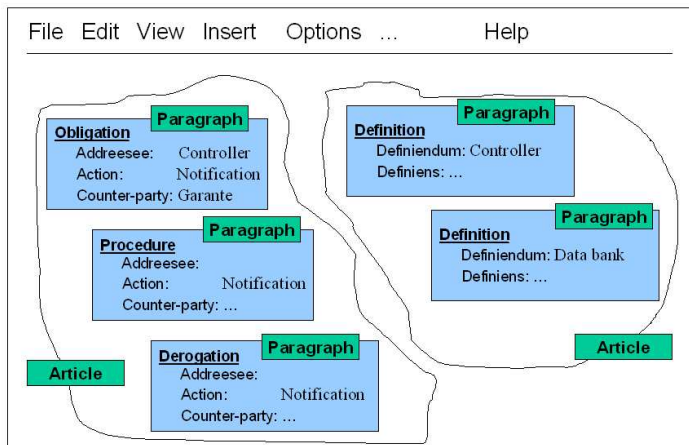 File Edit View Insert Options ... Help
Paragraph
Obligation
Addreesee: Controller
Action: Notification
Counter-party: Garante
Paragraph
Procedure
Addreesee:
Action: Notification
Counter-party: ...
Paragraph
Derogation
Addreesee:
Action: Notification
Counter-party: ...
Article
Paragraph
Definition
Definiendum: Controller
Definiens: ...
Paragraph
Definition
Definiendum: Data bank
Definiens: ...
Article